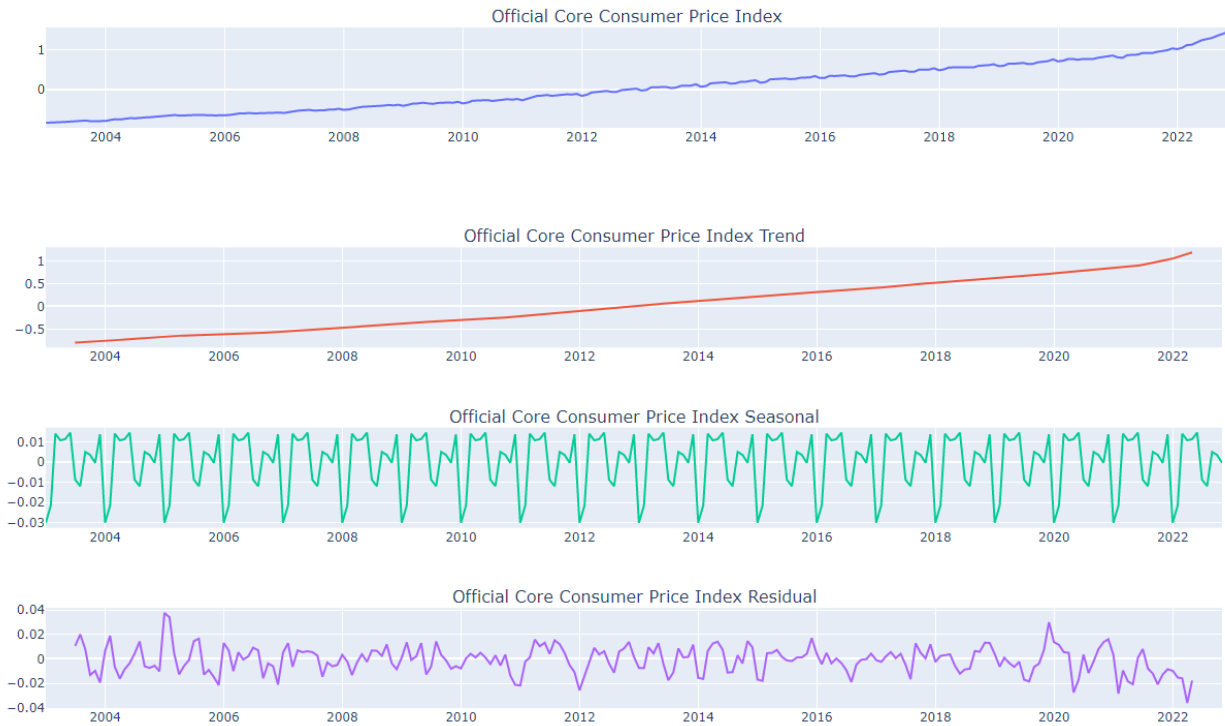 Official Core Consumer Price Index
1
0
2004 2006 2008 2010 2012 2014 2016 2018 2020 2022
Official Core Consumer Price Index Trend
1
0.5
0
−0.5
2004 2006 2008 2010 2012 2014 2016 2018 2020 2022
Official Core Consumer Price Index Seasonal
0.01
0
−0.01
−0.02
−0.03
2004 2006 2008 2010 2012 2014 2016 2018 2020 2022
Official Core Consumer Price Index Residual
0.04
0.02
0
−0.02
−0.04
2004 2006 2008 2010 2012 2014 2016 2018 2020 2022